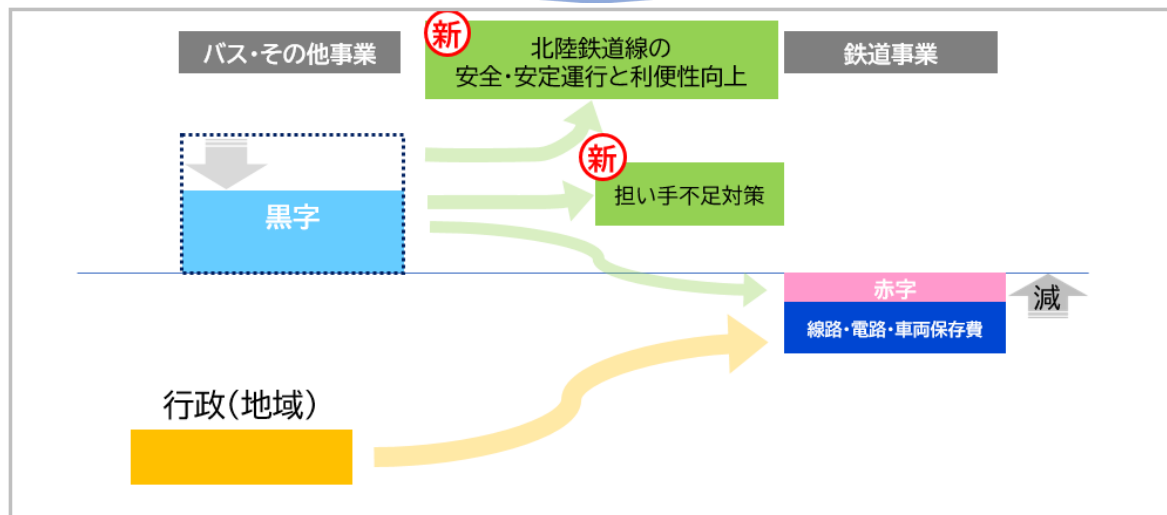 バス・その他事業
新
北陸鉄道線の
安全・安定運行と利便性向上
鉄道事業
新
担い手不足対策
黒字
赤字
減
線路・電路・車両保存費
行政(地域)